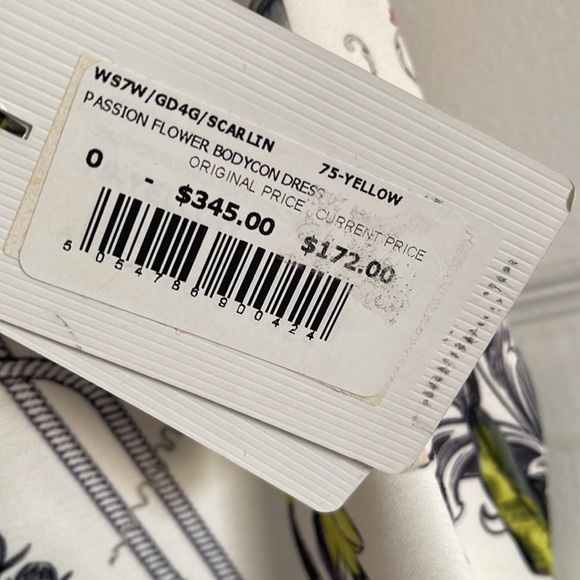 WS7W/GD4G/SCARLIN
PASSION FLOWER BODYCON DRESS
75-YELLOW
0 -
ORIGINAL PRICE CURRENT PRICE
$345.00 $172.00
5 054786 900424